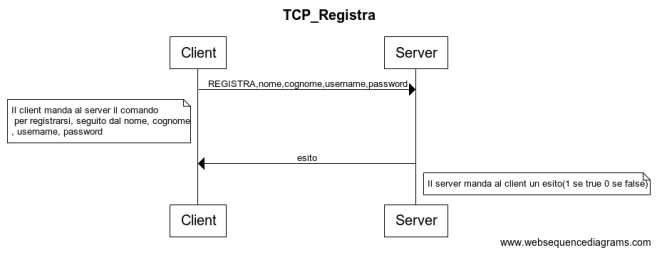 TCP_Registra
Client
Server
REGISTRA,nome,cognome,username,password
Il client manda al server il comando
per registrarsi, seguito dal nome, cognome
, username, password
esito
Il server manda al client un esito(1 se true 0 se false)
Client
Server
www.websequencediagrams.com